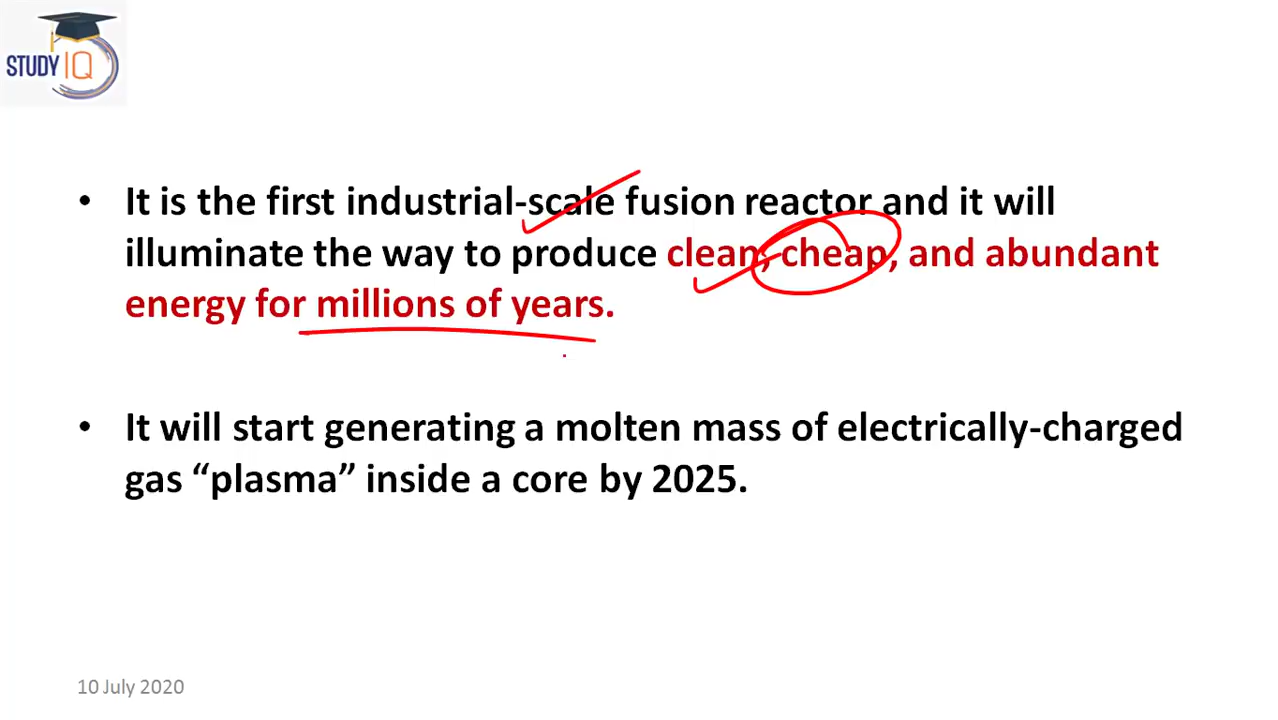 STUDY IQ
• It is the first industrial-scale fusion reactor and it will
illuminate the way to produce clean, cheap, and abundant
energy for millions of years.
• It will start generating a molten mass of electrically-charged
gas “plasma” inside a core by 2025.
10 July 2020